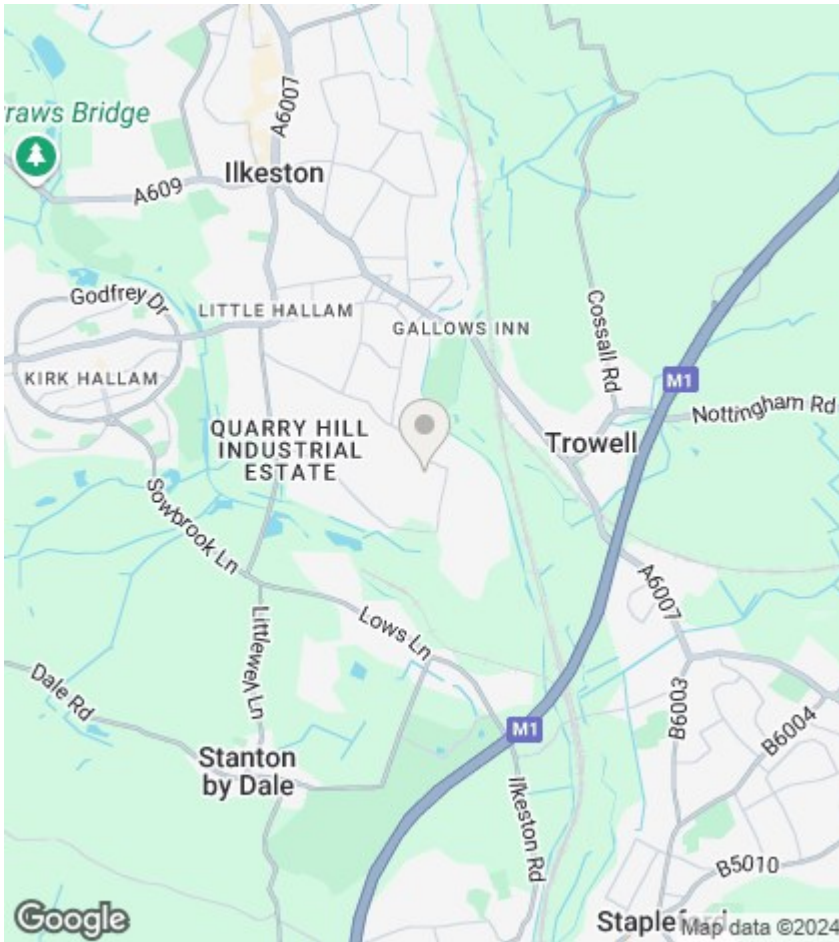 raws Bridge
A6007
Ilkeston
A609
Godfrey Dr
LITTLE HALLAM
GALLOWS INN
Cossall Rd
KIRK HALLAM
M1
Nottingham Rd
QUARRY HILL
INDUSTRIAL
ESTATE
Trowell
Sowbrook Ln
A6007
Littlewey Ln
Lows Ln
Dale Rd
B6003
B6004
M1
Stanton
by Dale
Ilkeston Rd
B5010
Google
Stapleford
Map data ©2024